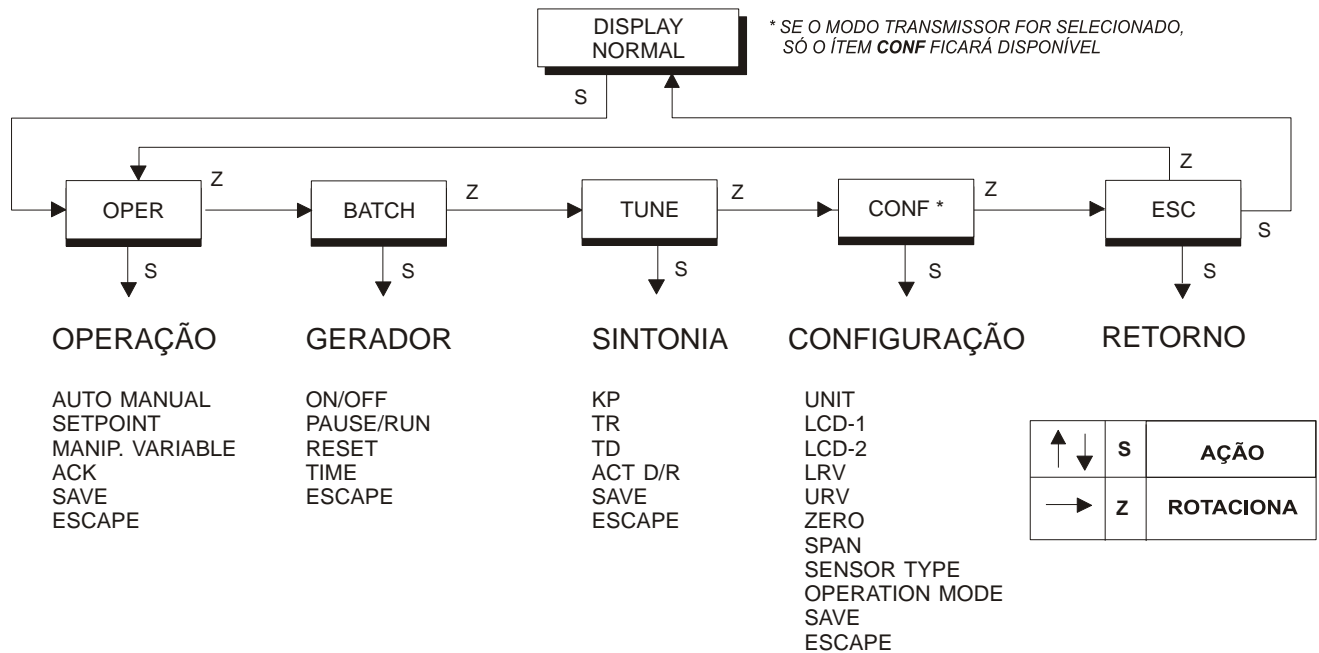 DISPLAY
NORMAL
* SE O MODO TRANSMISSOR FOR SELECIONADO,
SÓ O ÍTEM CONF FICARÁ DISPONÍVEL
S
Z
OPER
Z
BATCH
Z
TUNE
Z
CONF *
Z
ESC
S
S
S
S
S
S
OPERAÇÃO
GERADOR
SINTONIA
CONFIGURAÇÃO
RETORNO
AUTO MANUAL
SETPOINT
MANIP. VARIABLE
ACK
SAVE
ESCAPE
ON/OFF
PAUSE/RUN
RESET
TIME
ESCAPE
KP
TR
TD
ACT D/R
SAVE
ESCAPE
UNIT
LCD-1
LCD-2
LRV
URV
ZERO
SPAN
SENSOR TYPE
OPERATION MODE
SAVE
ESCAPE
S AÇÃO
Z ROTACIONA